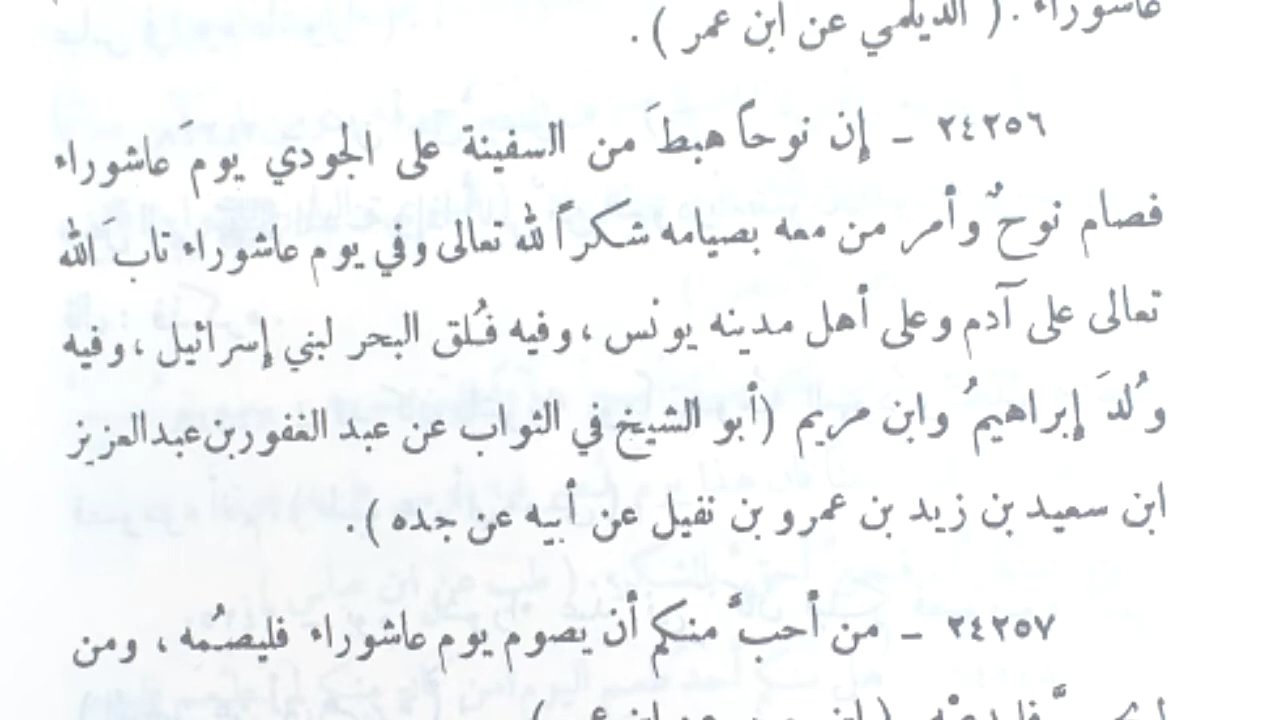 عاشوراء . ( الديلمي عن ابن عمر ) .
٢٤٢٥٦ ــ إن نوحاً هبطَ من السفينة على الجودي يومَ عاشوراء
فصام نوحٌ وأمر من معه بصيامه شكراً لله تعالى وفي يوم عاشوراء تابَ الله
تعالى على آدم وعلى أهل مدينه يونس ، وفيه فُلق البحر لبني إسرائيل ، وفيه
وُلدَ إبراهيمُ وابن مريم ( أبو الشيخ في الثواب عن عبد الغفور بن عبد العزيز
ابن سعيد بن زيد بن عمرو بن نفيل عن أبيه عن جده ) .
٢٤٢٥٧ ــ من أحبَّ منكم أن يصوم يوم عاشوراء فليصُمه ، ومن